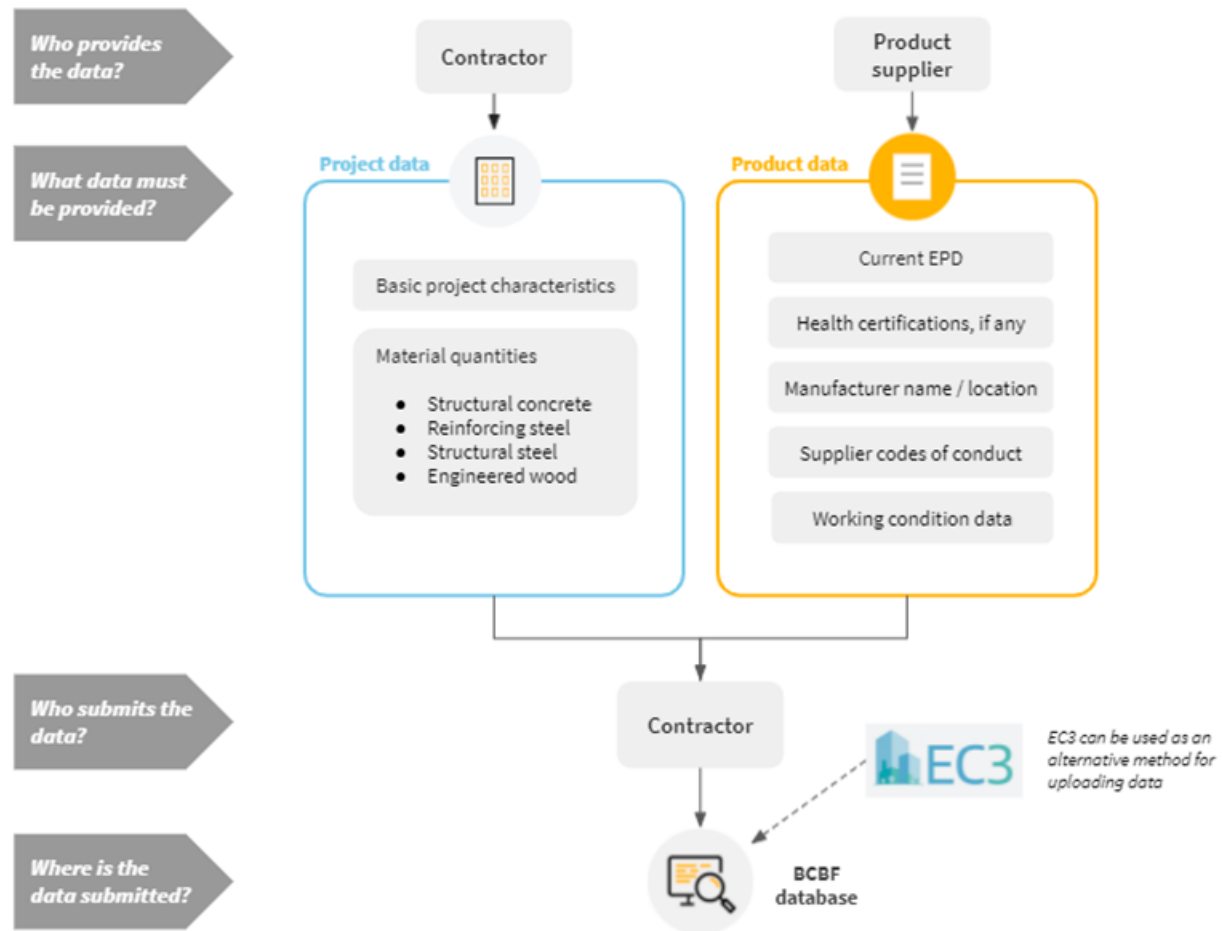 Who provides
the data?
Contractor
Product
supplier
What data must
be provided?
Project data
Basic project characteristics
Material quantities
● Structural concrete
● Reinforcing steel
● Structural steel
● Engineered wood
Product data
Current EPD
Health certifications, if any
Manufacturer name / location
Supplier codes of conduct
Working condition data
Who submits the
data?
Contractor
EC3
EC3 can be used as an
alternative method for
uploading data
Where is the
data submitted?
BCBF
database